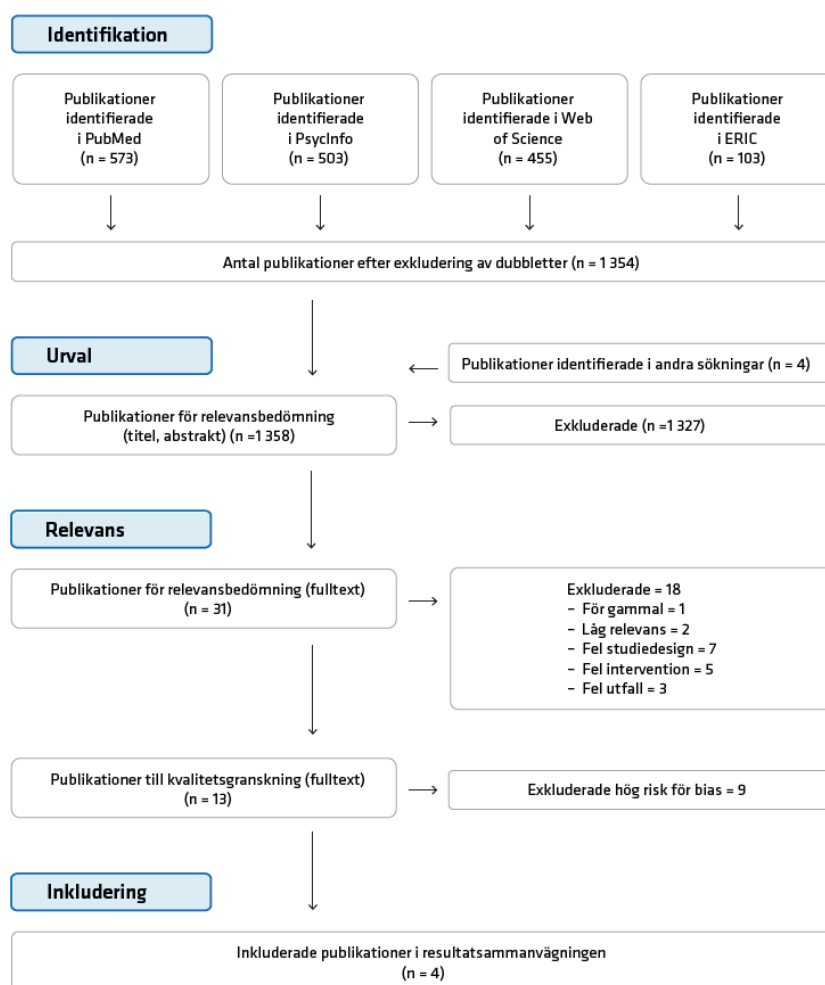 Identifikation
Publikationer
identifierade
i PubMed
(n = 573)
Publikationer
identifierade
i PsycInfo
(n = 503)
Publikationer
identifierade i Web
of Science
(n = 455)
Publikationer
identifierade
i ERIC
(n = 103)
Antal publikationer efter exkludering av dubbletter (n = 1 354)
Urval
Publikationer identifierade i andra sökningar (n = 4)
Publikationer för relevansbedömning
(titel, abstrakt) (n =1 358)
Exkluderade (n =1 327)
Relevans
Publikationer för relevansbedömning (fulltext)
(n = 31)
Exkluderade = 18
– För gammal = 1
– Låg relevans = 2
– Fel studiedesign = 7
– Fel intervention = 5
– Fel utfall = 3
Publikationer till kvalitetsgranskning (fulltext)
(n = 13)
Exkluderade hög risk för bias = 9
Inkludering
Inkluderade publikationer i resultatsammanvägningen
(n = 4)